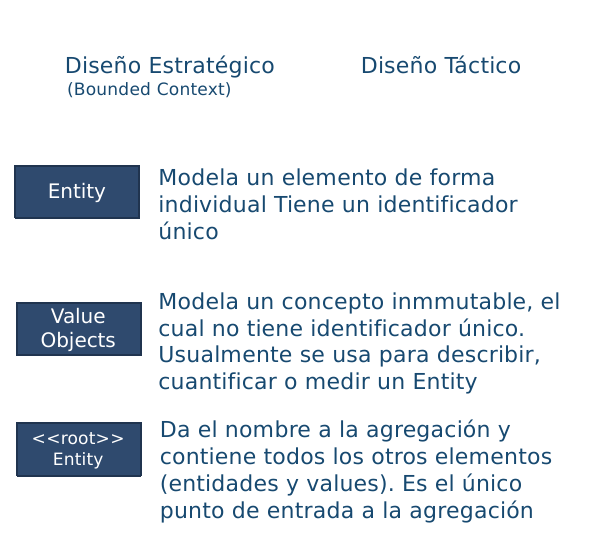 Diseño Estratégico
(Bounded Context)
Diseño Táctico
Entity
Modela un elemento de forma
individual Tiene un identificador
único
Value
Objects
Modela un concepto inmmutable, el
cual no tiene identificador único.
Usualmente se usa para describir,
cuantificar o medir un Entity
<<root>>
Entity
Da el nombre a la agregación y
contiene todos los otros elementos
(entidades y values). Es el único
punto de entrada a la agregación